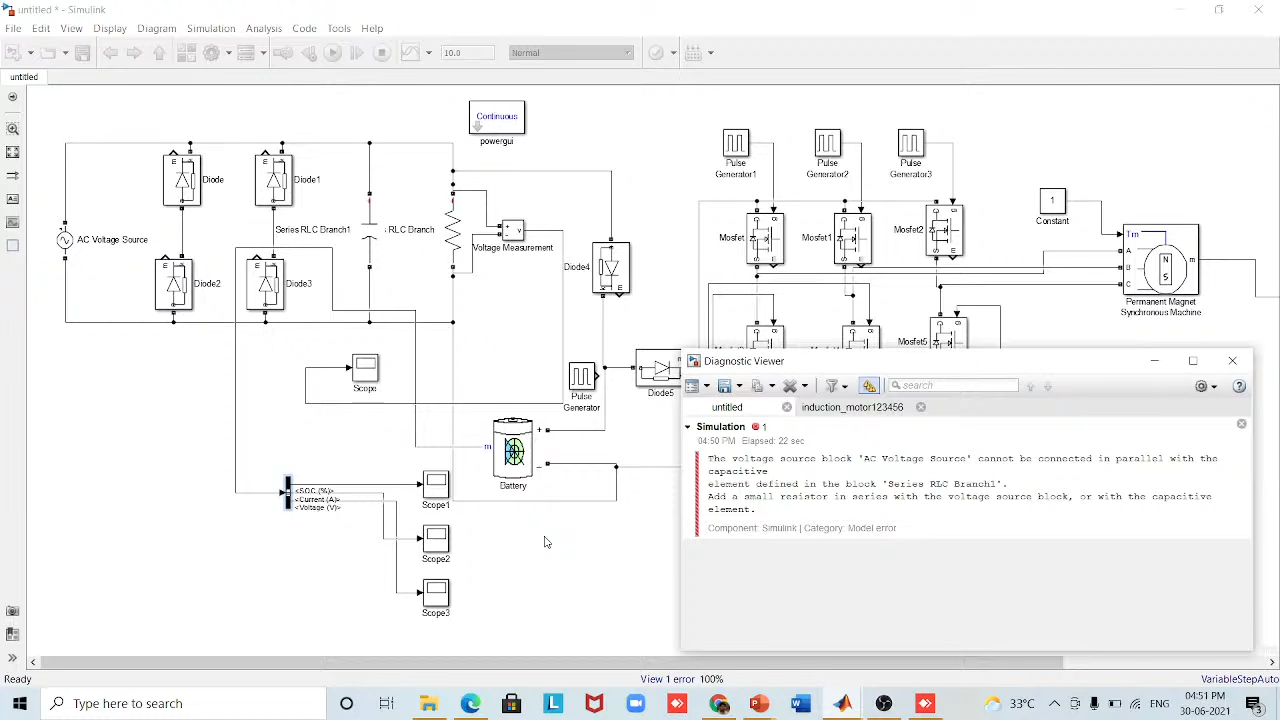 untitled * - Simulink
File Edit View Display Diagram Simulation Analysis Code Tools Help
10.0 Normal
untitled
Continuous
powergui
Diode
Diode1
Series RLC Branch1
RLC Branch
Voltage Measurement
AC Voltage Source
Diode2
Diode3
Diode4
Pulse
Generator1
Pulse
Generator2
Pulse
Generator3
Mosfet
Mosfet1
Mosfet2
1
Constant
Tm
A
B
C
N
S
m
Permanent Magnet
Synchronous Machine
Mosfet5
Scope
Pulse
Generator
Diode5
m
+
Battery
<S.O.C.(%)>
<Current (A)>
<Voltage (V)>
Scope1
Scope2
Scope3
Diagnostic Viewer
search
untitled induction_motor123456
Simulation 1
04:50 PM Elapsed: 22 sec
The voltage source block 'AC Voltage Source' cannot be connected in parallel with the
capacitive
element defined in the block 'Series RLC Branch1'.
Add a small resistor in series with the voltage source block, or with the capacitive
element.
Component: Simulink | Category: Model error
Ready View 1 error 100% VariableStepAuto
Type here to search
33°C ENG 04:51 PM
30-06-2021
3